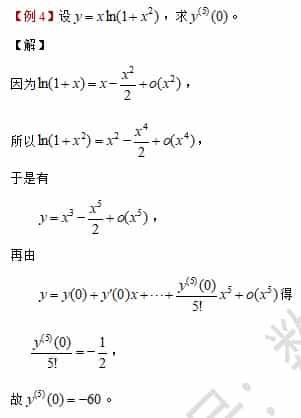 【例4】设 y = x ln(1 + x²)，求 y⁽⁵⁾(0)。
【解】
因为 ln(1 + x) = x − x²/2 + o(x²)，
所以 ln(1 + x²) = x² − x⁴/2 + o(x⁴)，
于是有
y = x³ − x⁵/2 + o(x⁵)，
再由
y = y(0) + y′(0)x + ⋯ + y⁽⁵⁾(0)/5! x⁵ + o(x⁵) 得
y⁽⁵⁾(0)/5! = −1/2，
故 y⁽⁵⁾(0) = −60。